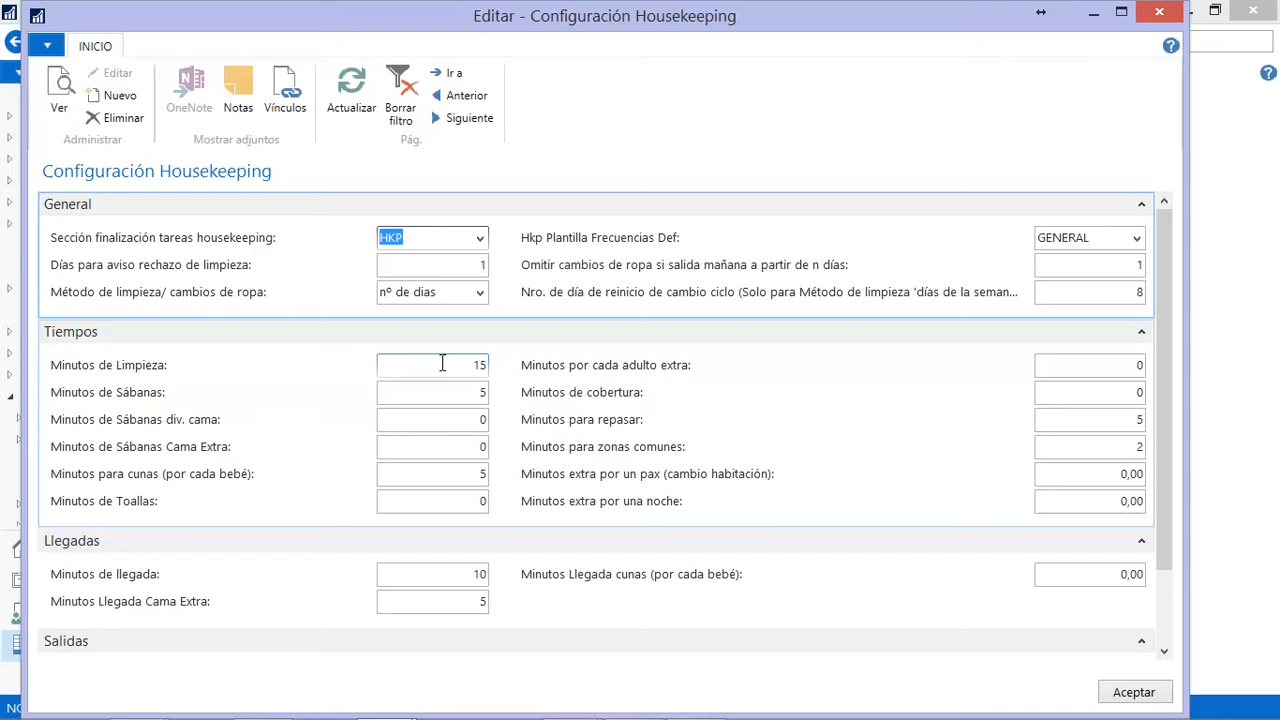 Editar - Configuración Housekeeping
INICIO
Ver
Editar
Nuevo
Eliminar
Administrar
OneNote
Notas
Vínculos
Mostrar adjuntos
Actualizar
Borrar
filtro
Ir a
Anterior
Siguiente
Pág.
Configuración Housekeeping
General
Sección finalización tareas housekeeping: HKP Hkp Plantilla Frecuencias Def: GENERAL
Días para aviso rechazo de limpieza: 1 Omitir cambios de ropa si salida mañana a partir de n días: 1
Método de limpieza/ cambios de ropa: nº de dias Nro. de día de reinicio de cambio ciclo (Solo para Método de limpieza 'días de la seman... 8
Tiempos
Minutos de Limpieza: 15 Minutos por cada adulto extra: 0
Minutos de Sábanas: 5 Minutos de cobertura: 0
Minutos de Sábanas div. cama: 0 Minutos para repasar: 5
Minutos de Sábanas Cama Extra: 0 Minutos para zonas comunes: 2
Minutos para cunas (por cada bebé): 5 Minutos extra por un pax (cambio habitación): 0,00
Minutos de Toallas: 0 Minutos extra por una noche: 0,00
Llegadas
Minutos de llegada: 10 Minutos Llegada cunas (por cada bebé): 0,00
Minutos Llegada Cama Extra: 5
Salidas
Aceptar